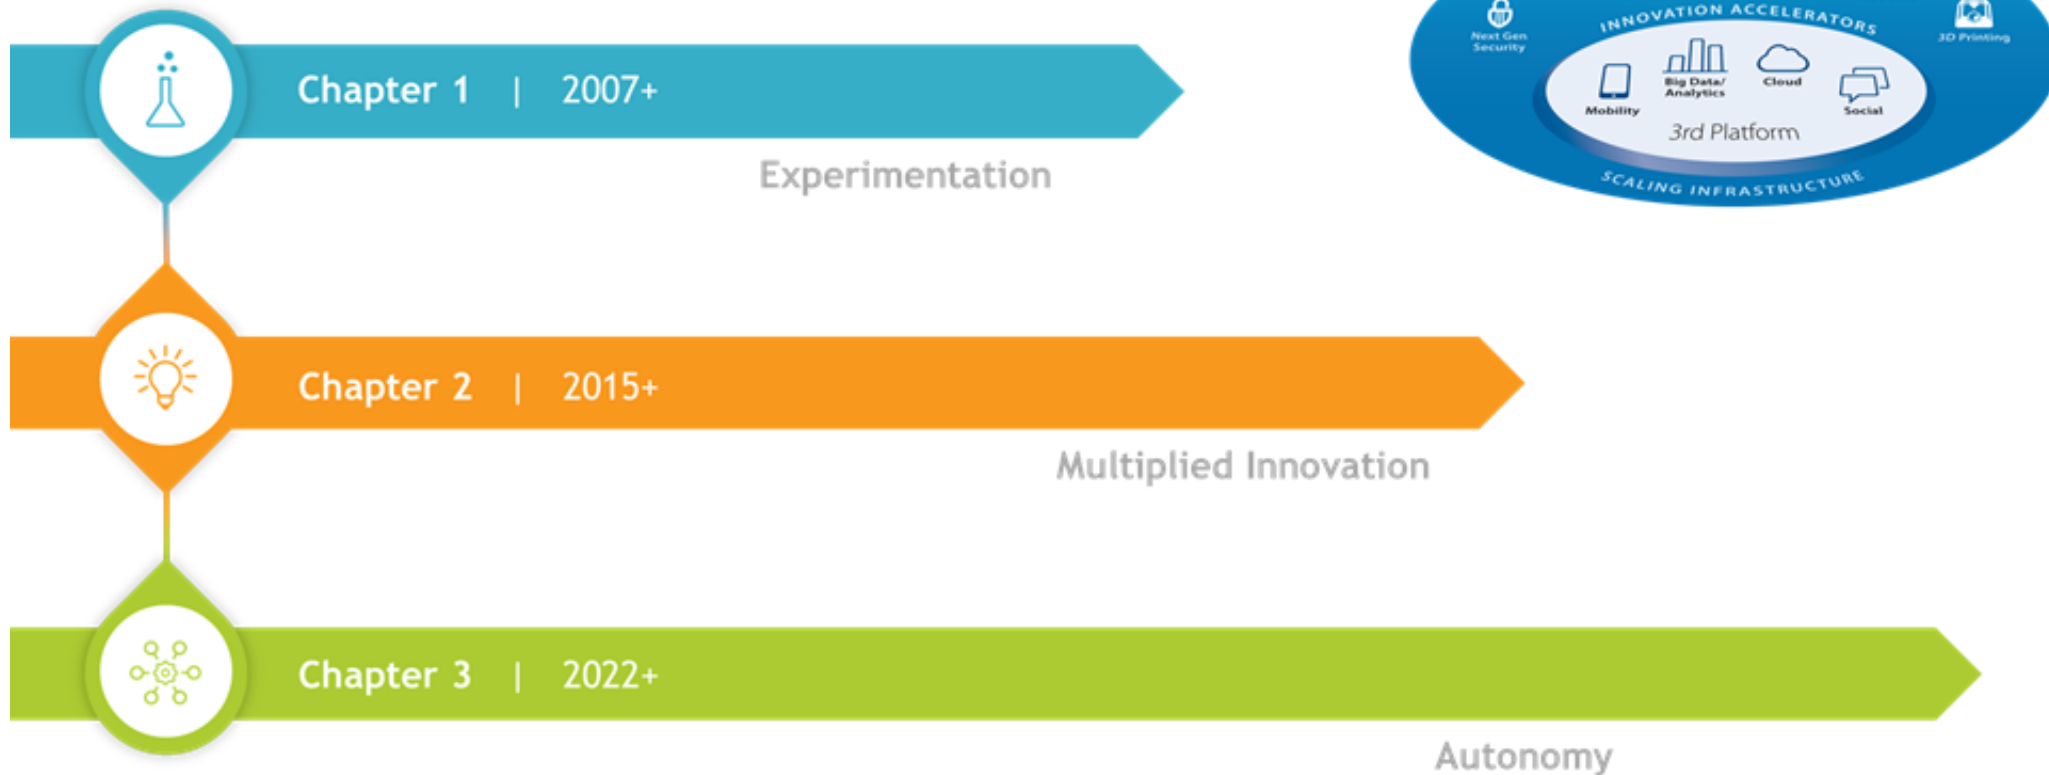 Chapter 1 | 2007+
Experimentation
Next Gen
Security
INNOVATION ACCELERATORS
3D Printing
Mobility
Big Data/
Analytics
Cloud
Social
3rd Platform
SCALING INFRASTRUCTURE
Chapter 2 | 2015+
Multiplied Innovation
Chapter 3 | 2022+
Autonomy